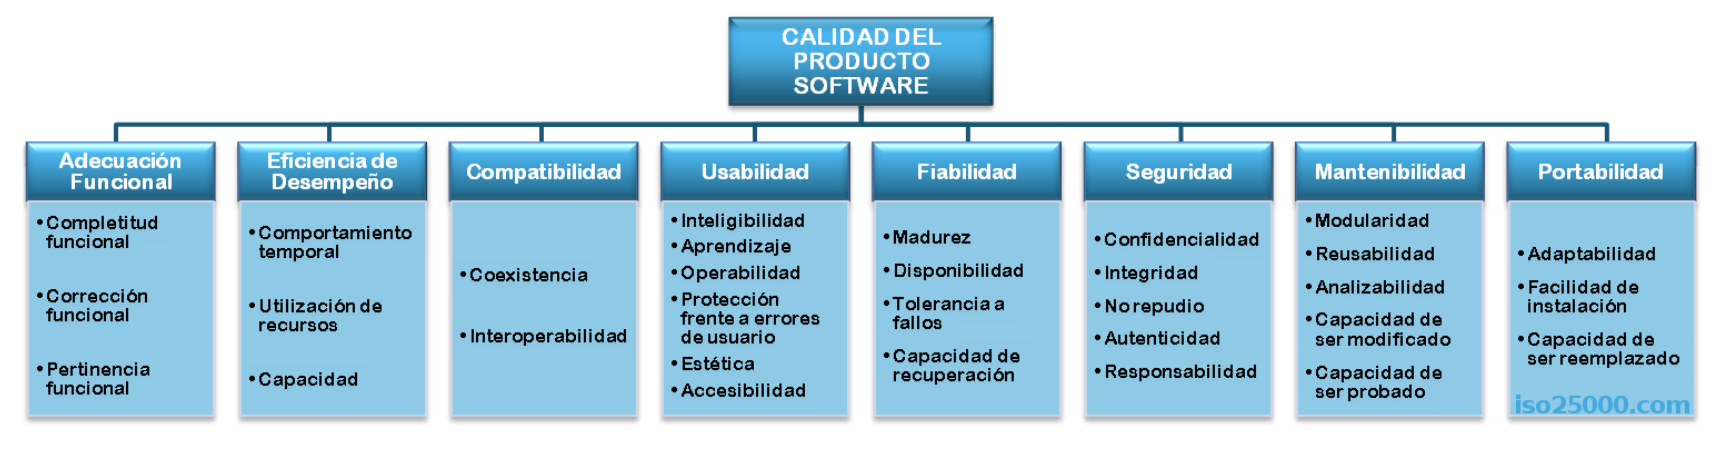 CALIDAD DEL
PRODUCTO
SOFTWARE
Adecuación
Funcional
•Completitud
funcional
•Corrección
funcional
•Pertinencia
funcional
Eficiencia de
Desempeño
•Comportamiento
temporal
•Utilización de
recursos
•Capacidad
Compatibilidad
•Coexistencia
•Interoperabilidad
Usabilidad
•Inteligibilidad
•Aprendizaje
•Operabilidad
•Protección
frente a errores
de usuario
•Estética
•Accesibilidad
Fiabilidad
•Madurez
•Disponibilidad
•Tolerancia a
fallos
•Capacidad de
recuperación
Seguridad
•Confidencialidad
•Integridad
•No repudio
•Autenticidad
•Responsabilidad
Mantenibilidad
•Modularidad
•Reusabilidad
•Analizabilidad
•Capacidad de
ser modificado
•Capacidad de
ser probado
Portabilidad
•Adaptabilidad
•Facilidad de
instalación
•Capacidad de
ser reemplazado
iso25000.com